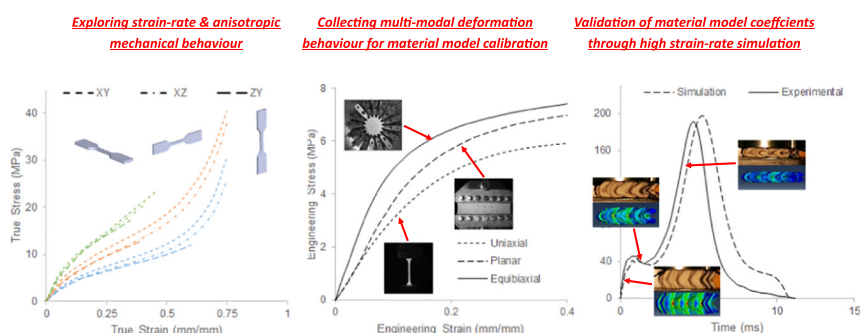 Exploring strain-rate & anisotropic
mechanical behaviour
Collecting multi-modal deformation
behaviour for material model calibration
Validation of material model coeffcients
through high strain-rate simulation
XY
XZ
ZY
True Stress (MPa)
40
30
20
10
0
0
0.25
0.5
0.75
1
True Strain (mm/mm)
Engineering Stress (MPa)
8
6
4
2
0
0
0.2
0.4
Uniaxial
Planar
Equibiaxial
Engineering Strain (mm/mm)
Simulation
Experimental
200
160
40
0
0
10
15
Time (ms)